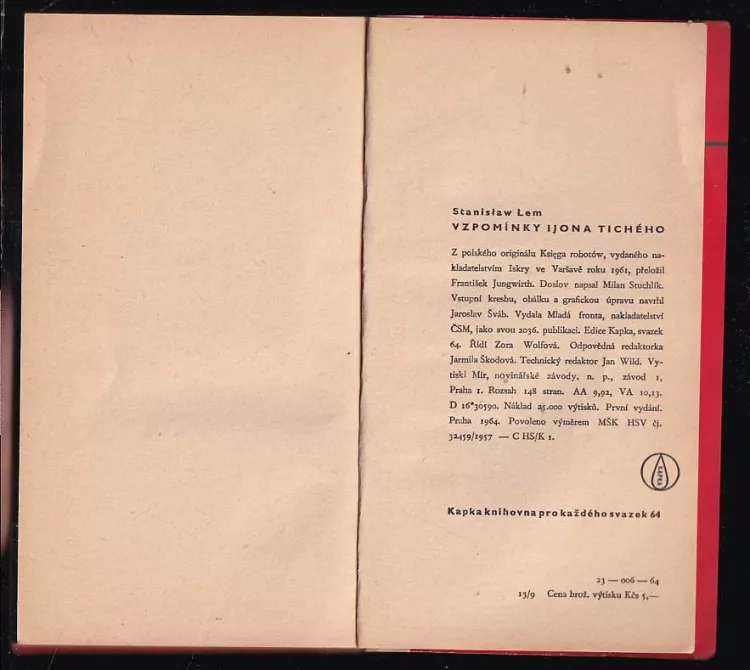 Stanisław Lem
VZPOMÍNKY IJONA TICHÉHO
Z polského originálu Księga robotów, vydaného na-
kladatelstvím Iskry ve Varšavě roku 1961, přeložil
František Jungwirth. Doslov napsal Milan Stuchlík.
Vstupní kresbu, obálku a grafickou úpravu navrhl
Jaroslav Šváb. Vydala Mladá fronta, nakladatelství
ČSM, jako svou 2036. publikaci. Edice Kapka, svazek
64. Řídí Zora Wolfová. Odpovědná redaktorka
Jarmila Škodová. Technický redaktor Jan Wild. Vy-
tiskl Mír, novinářské závody, n. p., závod 1,
Praha 1. Rozsah 148 stran. AA 9,92, VA 10,13.
D 16*30590. Náklad 25.000 výtisků. První vydání.
Praha 1964. Povoleno výměrem MŠK HSV čj.
32459/1957 — C HS/K 1.
KAPKA
Kapka knihovna pro každého svazek 64
23 — 006 — 64
13/9 Cena brož. výtisku Kčs 5,—